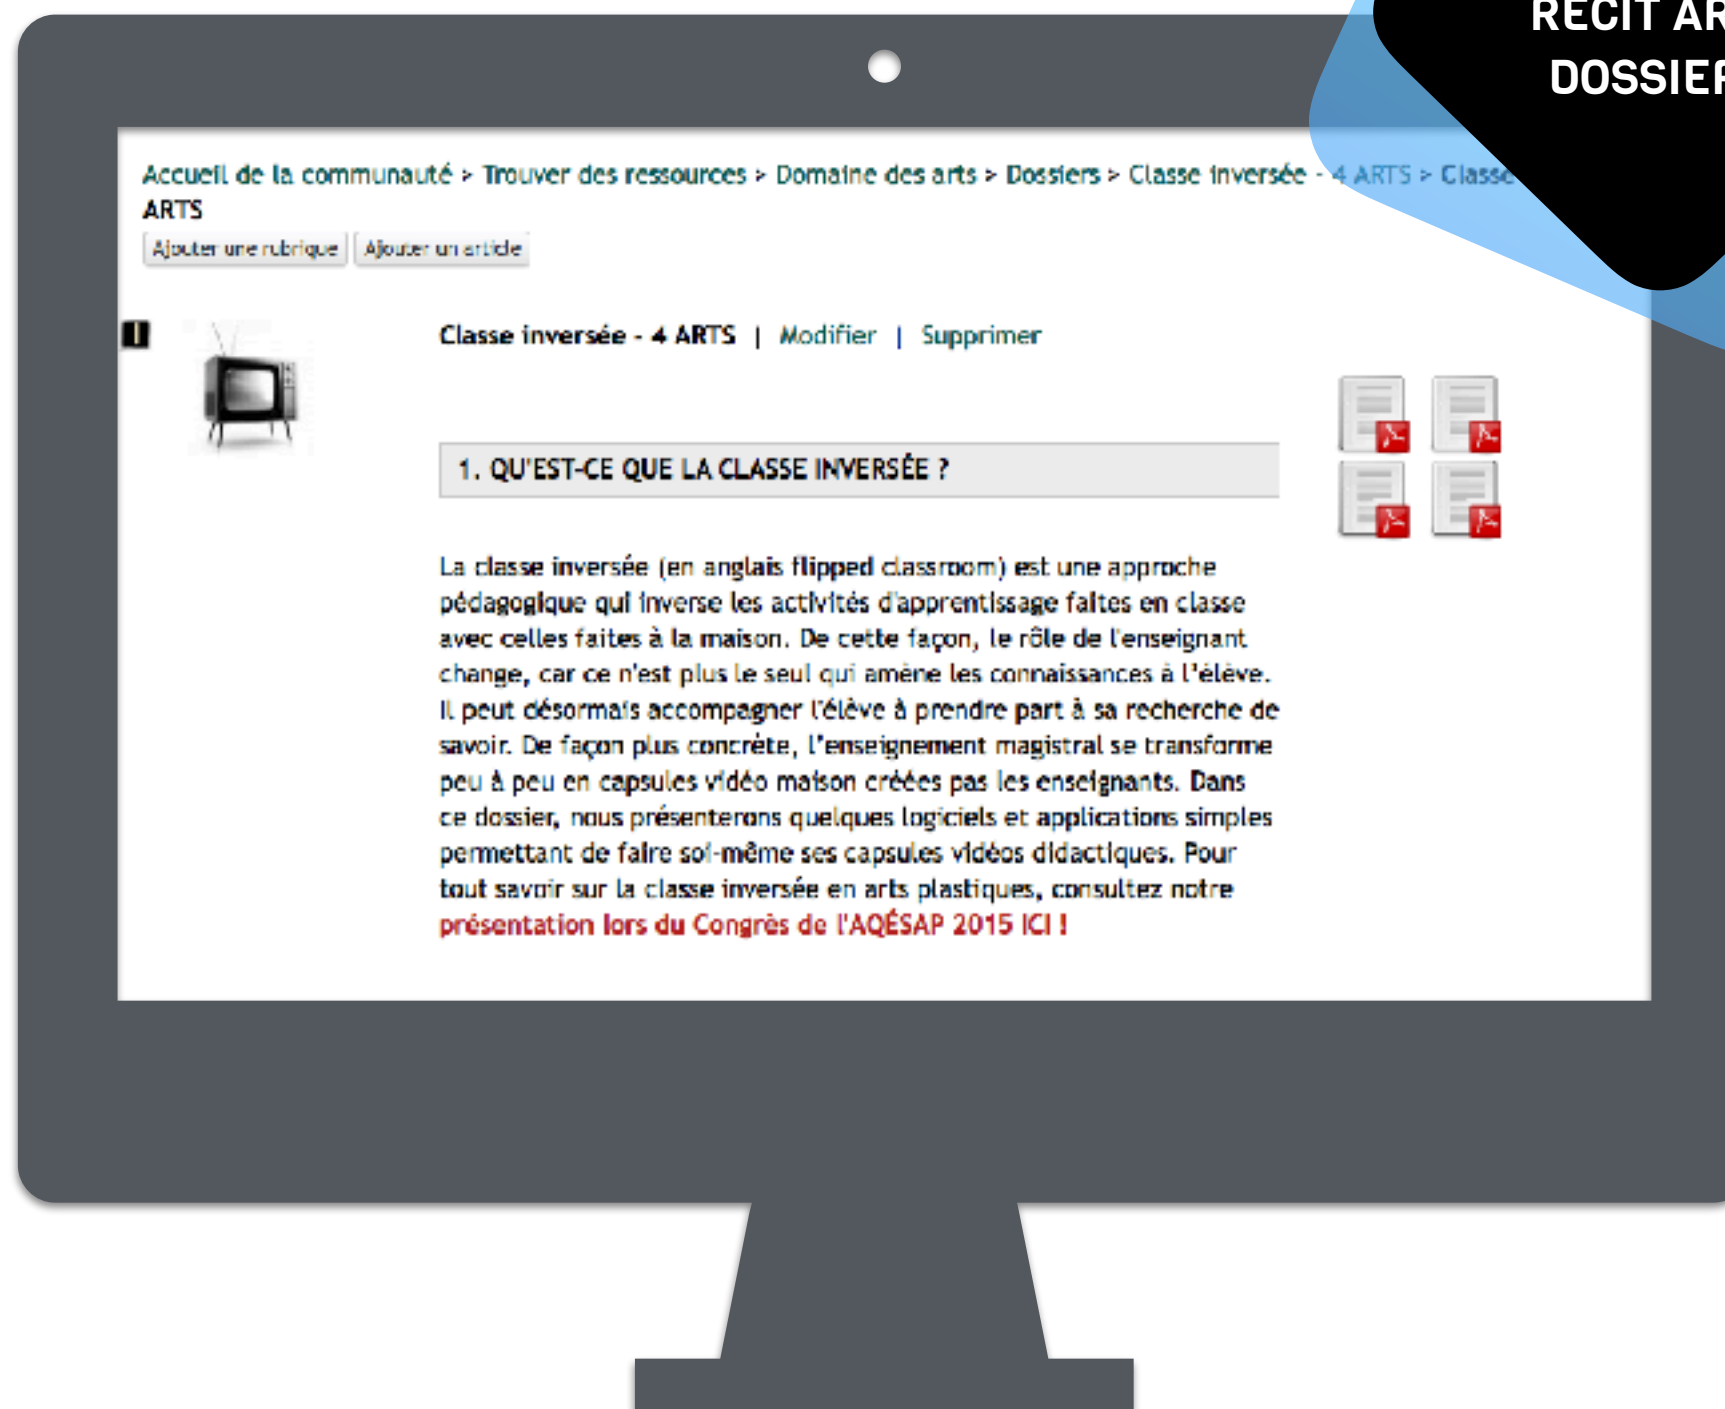 RÉCIT AR
DOSSIER
Accueil de la communauté > Trouver des ressources > Domaine des arts > Dossiers > Classe inversée - 4 ARTS > Classe
ARTS
Ajouter une rubrique Ajouter un article
Classe inversée - 4 ARTS | Modifier | Supprimer
1. QU'EST-CE QUE LA CLASSE INVERSÉE ?
La classe inversée (en anglais flipped classroom) est une approche
pédagogique qui inverse les activités d'apprentissage faites en classe
avec celles faites à la maison. De cette façon, le rôle de l'enseignant
change, car ce n'est plus le seul qui amène les connaissances à l'élève.
Il peut désormais accompagner l'élève à prendre part à sa recherche de
savoir. De façon plus concrète, l'enseignement magistral se transforme
peu à peu en capsules vidéo maison créées pas les enseignants. Dans
ce dossier, nous présenterons quelques logiciels et applications simples
permettant de faire soi-même ses capsules vidéos didactiques. Pour
tout savoir sur la classe inversée en arts plastiques, consultez notre
présentation lors du Congrès de l'AQÉSAP 2015 ICI !